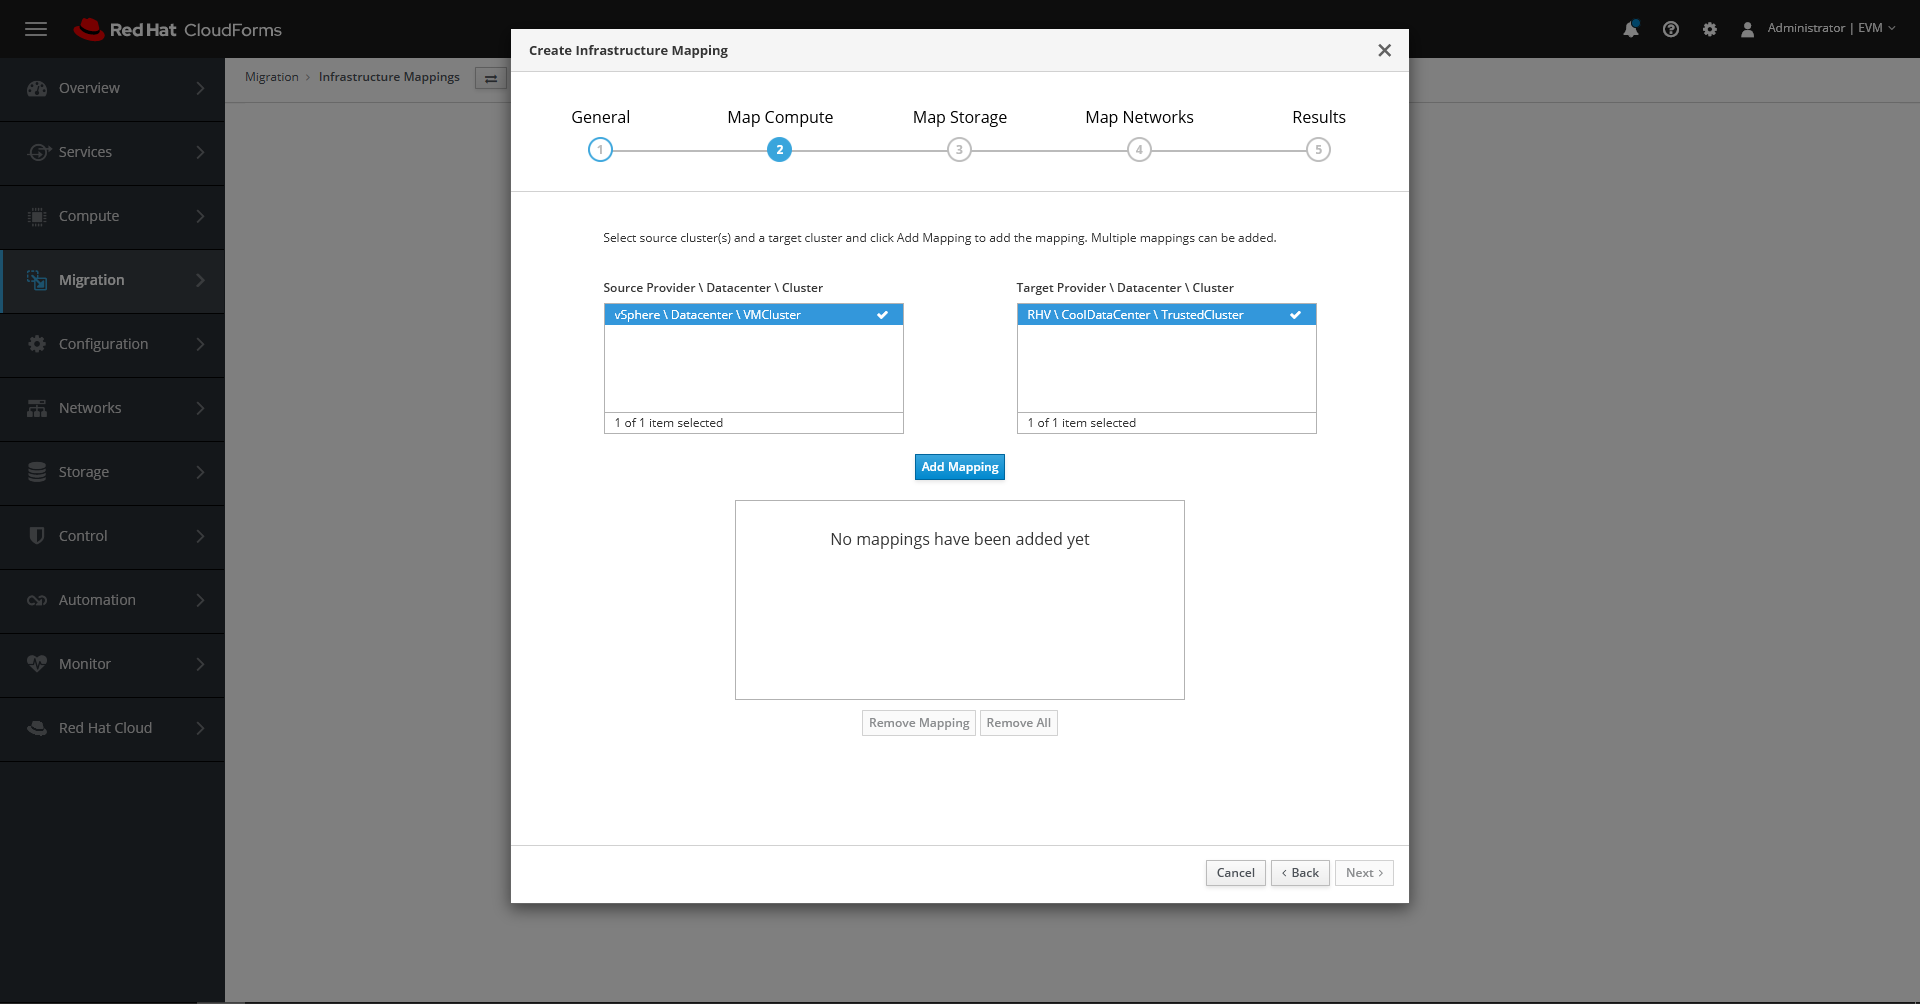 Red Hat CloudForms
Administrator | EVM
Overview
Services
Compute
Migration
Configuration
Networks
Storage
Control
Automation
Monitor
Red Hat Cloud
Migration > Infrastructure Mappings
Create Infrastructure Mapping
General Map Compute Map Storage Map Networks Results
1 2 3 4 5
Select source cluster(s) and a target cluster and click Add Mapping to add the mapping. Multiple mappings can be added.
Source Provider \ Datacenter \ Cluster
vSphere \ Datacenter \ VMCluster
1 of 1 item selected
Target Provider \ Datacenter \ Cluster
RHV \ CoolDataCenter \ TrustedCluster
1 of 1 item selected
Add Mapping
No mappings have been added yet
Remove Mapping Remove All
Cancel < Back Next >